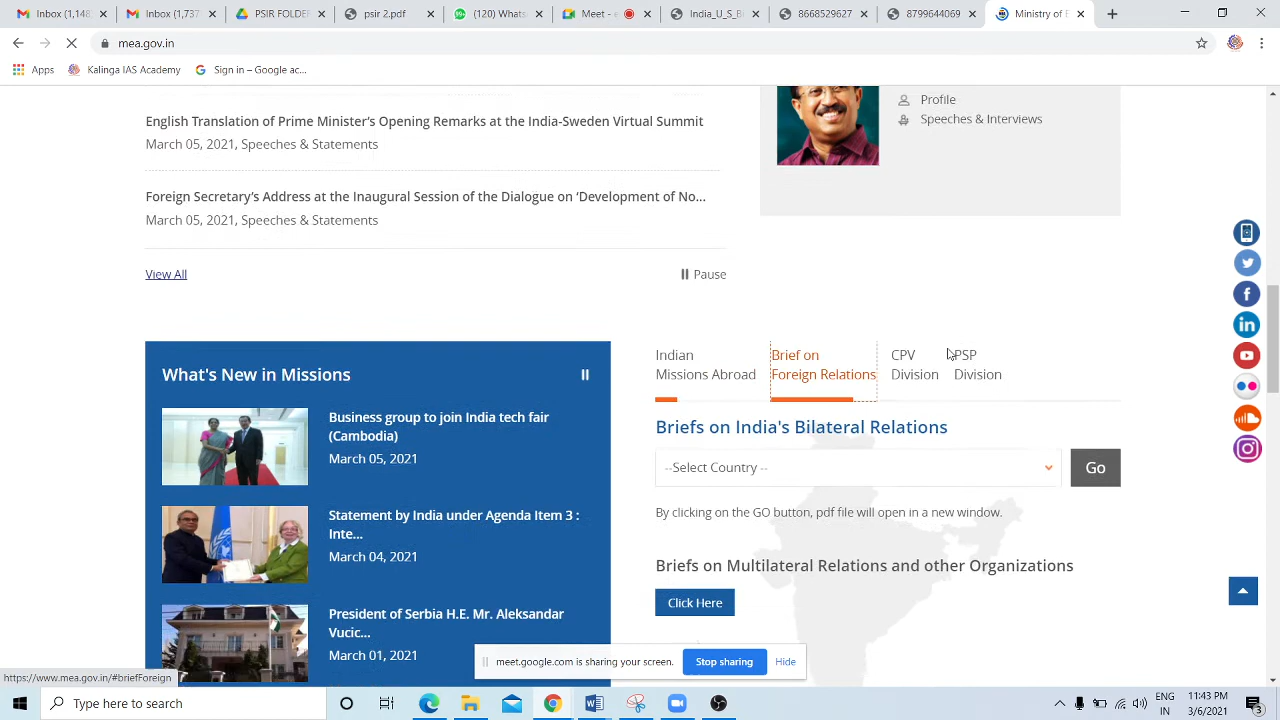 Inbox (1,148
PSIR FOLDE
psir 2.pdf
(120) Whats
Meet -
India_US_B
8668529627
8799640369
Ministry of E
mea.gov.in
Apps
Kalinga IAS Academy
Sign in – Google ac...
English Translation of Prime Minister's Opening Remarks at the India-Sweden Virtual Summit
March 05, 2021, Speeches & Statements
Foreign Secretary's Address at the Inaugural Session of the Dialogue on 'Development of No...
March 05, 2021, Speeches & Statements
View All
Pause
Profile
Speeches & Interviews
What's New in Missions
Business group to join India tech fair
(Cambodia)
March 05, 2021
Statement by India under Agenda Item 3 :
Inte...
March 04, 2021
President of Serbia H.E. Mr. Aleksandar
Vucic...
March 01, 2021
Indian
Missions Abroad
Brief on
Foreign Relations
CPV
Division
PSP
Division
Briefs on India's Bilateral Relations
--Select Country --
Go
By clicking on the GO button, pdf file will open in a new window.
Briefs on Multilateral Relations and other Organizations
Click Here
meet.google.com is sharing your screen.
Stop sharing
Hide
https://www.mea.gov.in/#briefForeign
Type here to search
ENG
IN
11:43 PM
3/6/2021
3